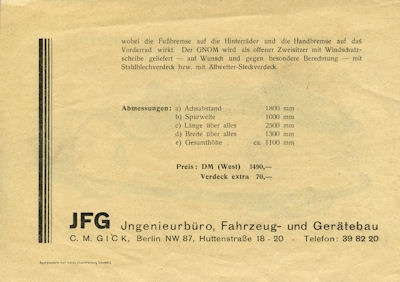 wobei die Fußbremse auf die Hinterräder und die Handbremse auf das
Vorderrad wirkt. Der GNOM wird als offener Zweisitzer mit Windschutz-
scheibe geliefert — auf Wunsch und gegen besondere Berechnung — mit
Stahlblechverdeck bzw. mit Allwetter-Steckverdeck.
Abmessungen: a) Achsabstand 1800 mm
b) Spurweite 1000 mm
c) Länge über alles 2500 mm
d) Breite über alles 1300 mm
e) Gesamthöhe ca. 1100 mm
Preis: DM (West) 1490,—
Verdeck extra 70,—
JFG Jngenieurbüro, Fahrzeug- und Gerätebau
C. M. GICK, Berlin NW 87, Huttenstraße 18 - 20 - Telefon: 39 82 20